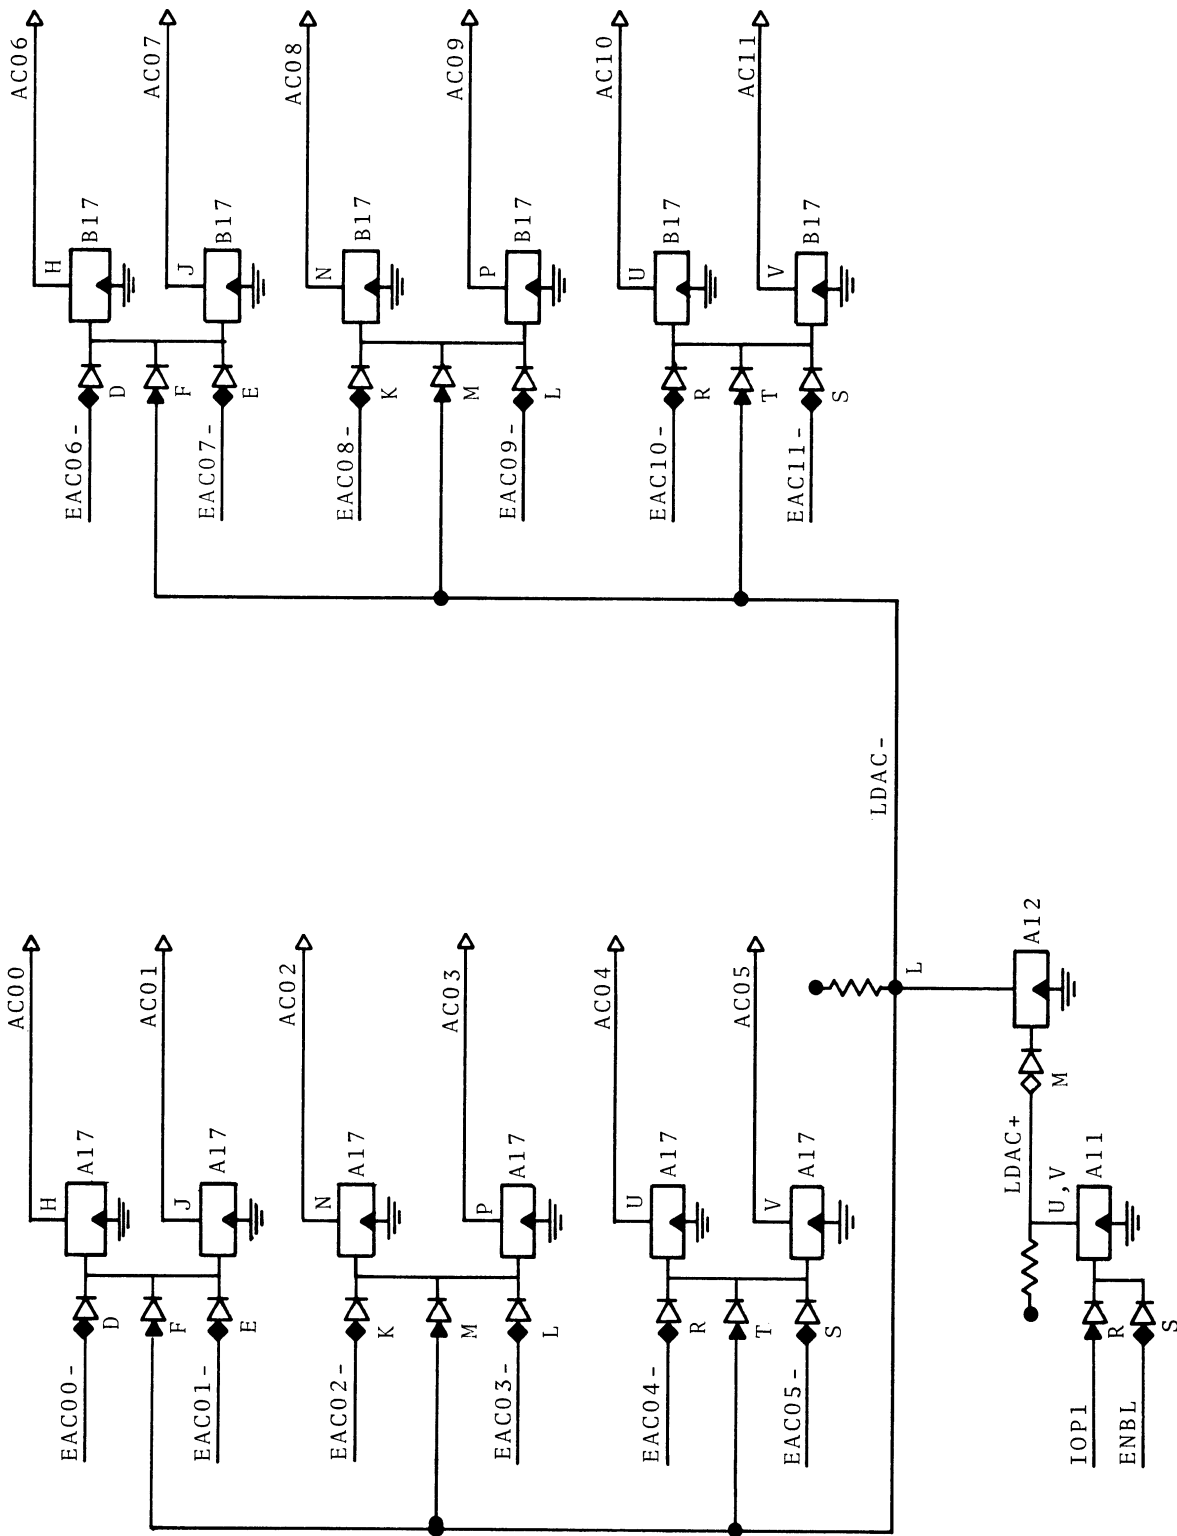 AC06
H
B17
D
EAC06-
F
AC07
J
B17
E
EAC07-
AC08
N
B17
K
EAC08-
M
AC09
P
B17
L
EAC09-
AC10
U
B17
R
EAC10-
T
AC11
V
B17
S
EAC11-
LDAC-
AC00
H
A17
D
EAC00-
F
AC01
J
A17
E
EAC01-
AC02
N
A17
K
EAC02-
M
AC03
P
A17
L
EAC03-
AC04
U
A17
R
EAC04-
T
AC05
V
A17
S
EAC05-
L
A12
M
LDAC+
U,V
A11
R
IOP1
S
ENBL